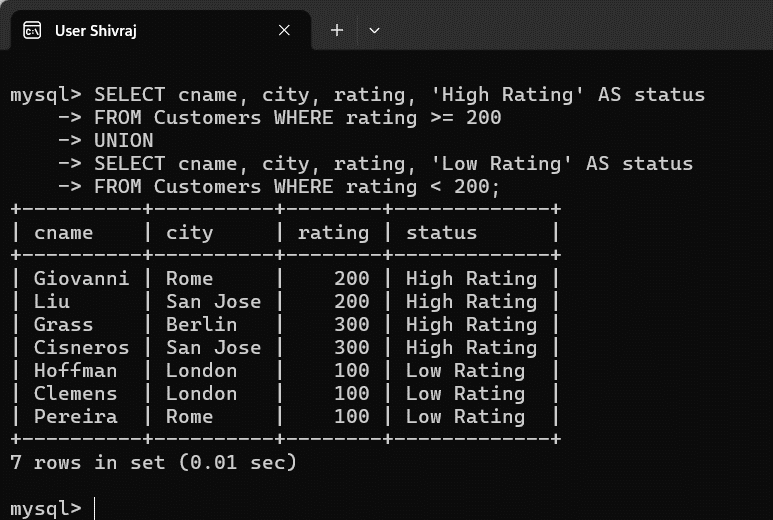 User Shivraj
mysql> SELECT cname, city, rating, 'High Rating' AS status
    -> FROM Customers WHERE rating >= 200
    -> UNION
    -> SELECT cname, city, rating, 'Low Rating' AS status
    -> FROM Customers WHERE rating < 200;
+----------+----------+--------+-------------+
| cname    | city     | rating | status      |
+----------+----------+--------+-------------+
| Giovanni | Rome     |    200 | High Rating |
| Liu      | San Jose |    200 | High Rating |
| Grass    | Berlin   |    300 | High Rating |
| Cisneros | San Jose |    300 | High Rating |
| Hoffman  | London   |    100 | Low Rating  |
| Clemens  | London   |    100 | Low Rating  |
| Pereira  | Rome     |    100 | Low Rating  |
+----------+----------+--------+-------------+
7 rows in set (0.01 sec)
mysql>